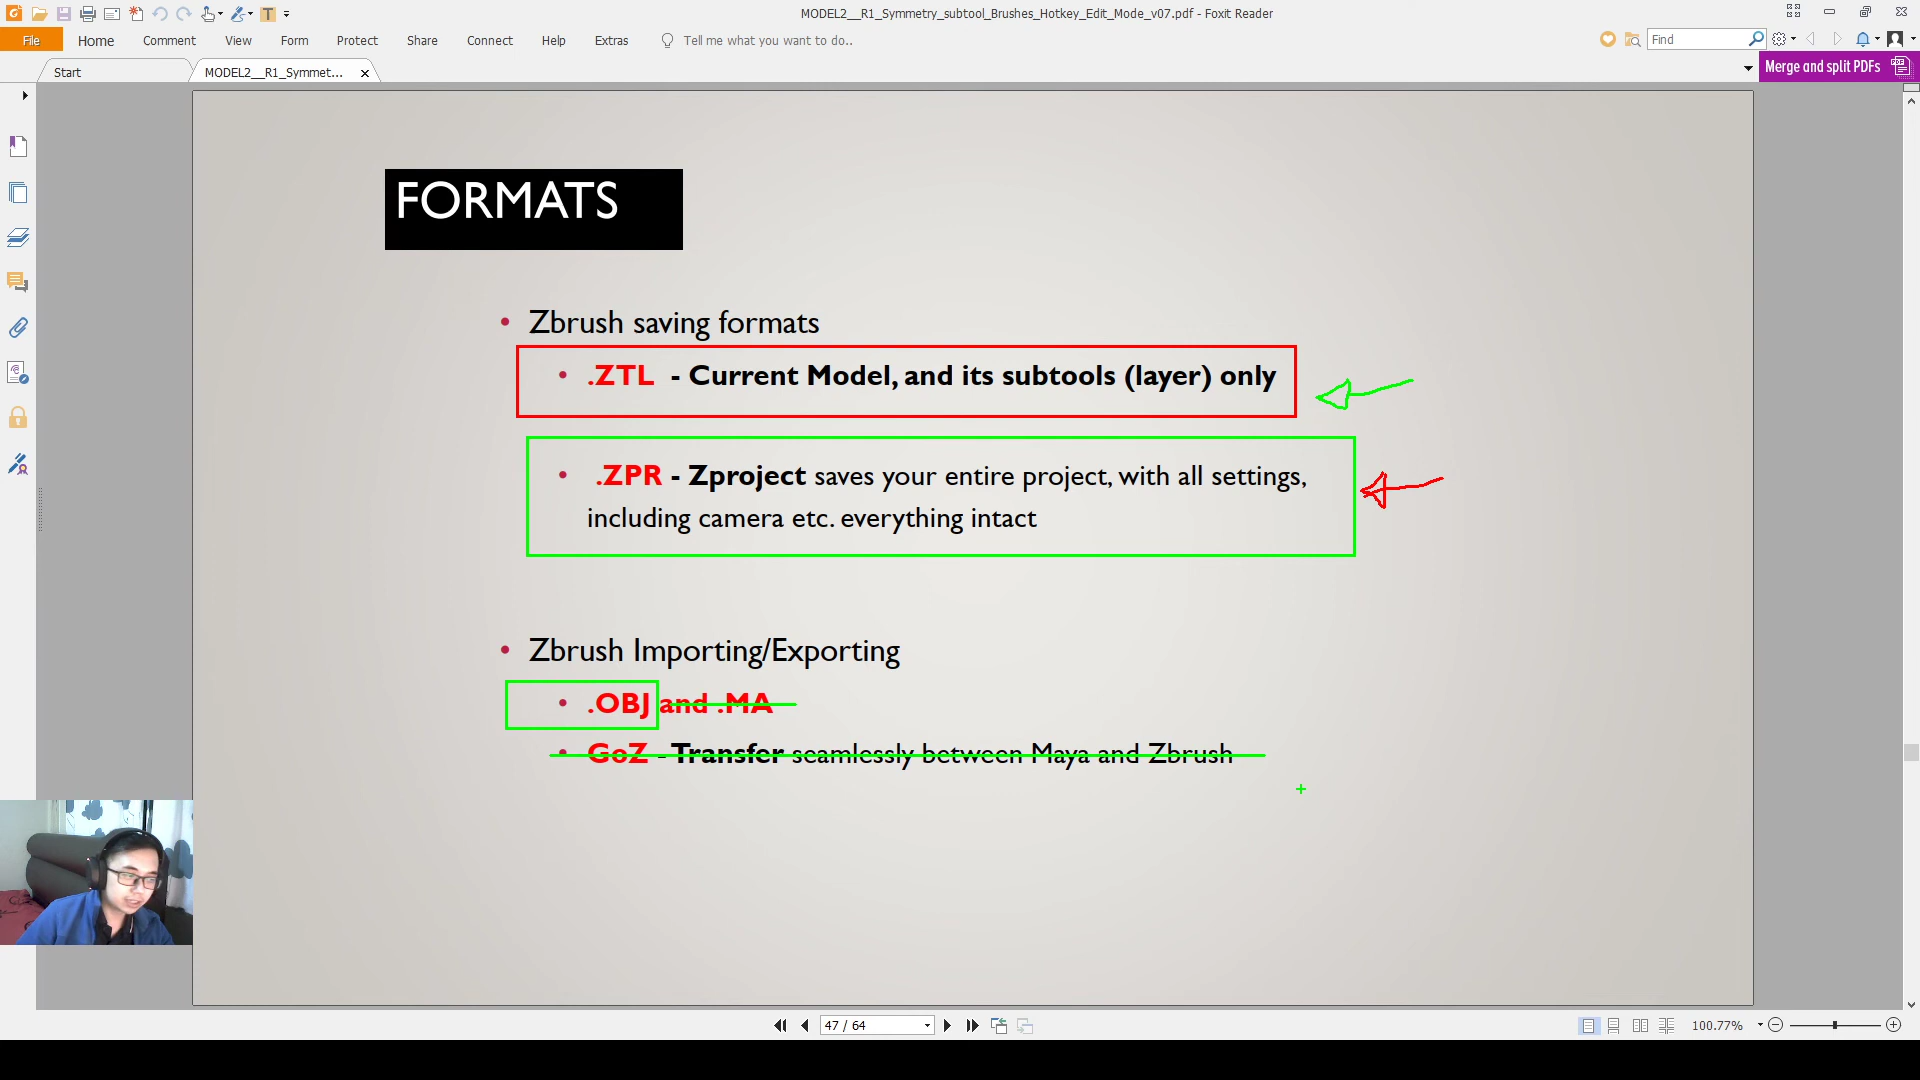 MODEL2__R1_Symmetry_subtool_Brushes_Hotkey_Edit_Mode_v07.pdf - Foxit Reader
File Home Comment View Form Protect Share Connect Help Extras Tell me what you want to do.. Find
Start MODEL2__R1_Symmet... Merge and split PDFs
FORMATS
• Zbrush saving formats
• .ZTL - Current Model, and its subtools (layer) only
• .ZPR - Zproject saves your entire project, with all settings,
including camera etc. everything intact
• Zbrush Importing/Exporting
• .OBJ and .MA
• GoZ - Transfer seamlessly between Maya and Zbrush
47 / 64 100.77%